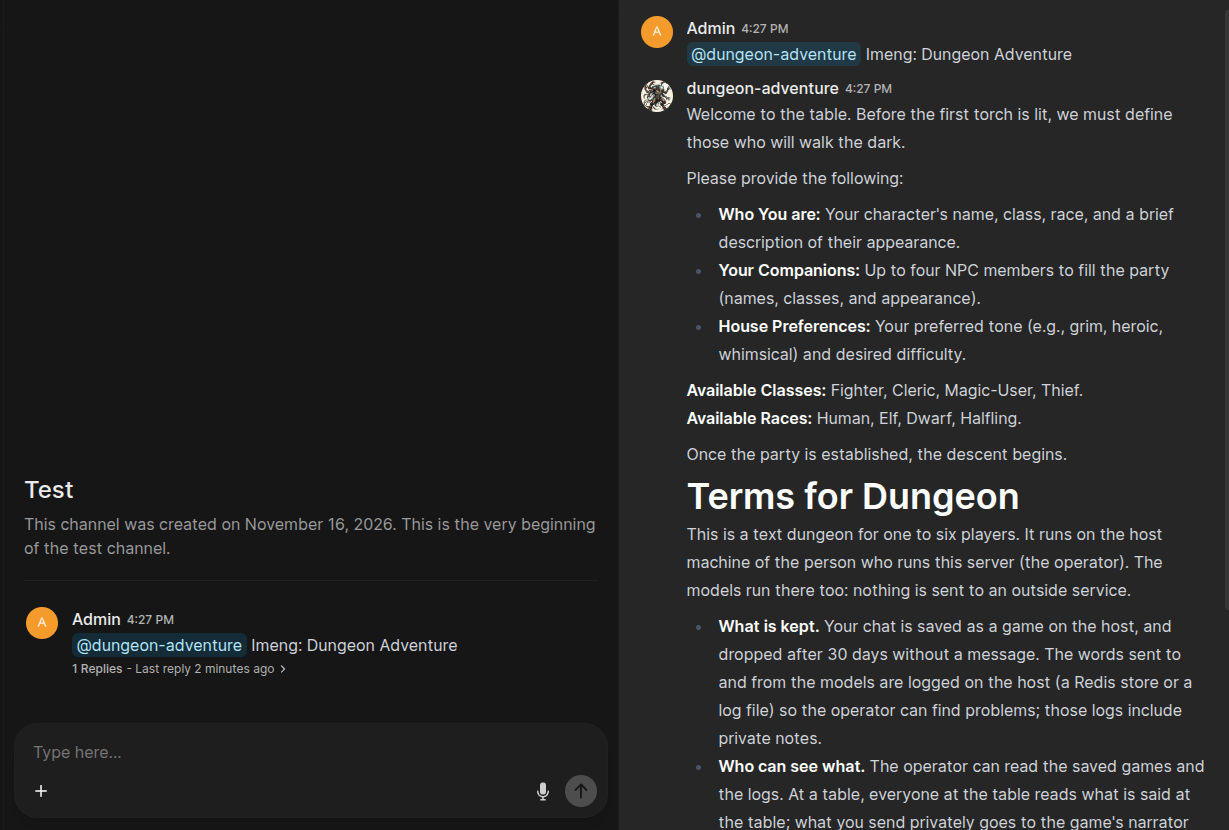 Test
This channel was created on November 16, 2026. This is the very beginning
of the test channel.
A
Admin 4:27 PM
@dungeon-adventure Imeng: Dungeon Adventure
1 Replies - Last reply 2 minutes ago >
Type here...
A
Admin 4:27 PM
@dungeon-adventure Imeng: Dungeon Adventure
dungeon-adventure 4:27 PM
Welcome to the table. Before the first torch is lit, we must define
those who will walk the dark.
Please provide the following:
• Who You are: Your character's name, class, race, and a brief
description of their appearance.
• Your Companions: Up to four NPC members to fill the party
(names, classes, and appearance).
• House Preferences: Your preferred tone (e.g., grim, heroic,
whimsical) and desired difficulty.
Available Classes: Fighter, Cleric, Magic-User, Thief.
Available Races: Human, Elf, Dwarf, Halfling.
Once the party is established, the descent begins.
Terms for Dungeon
This is a text dungeon for one to six players. It runs on the host
machine of the person who runs this server (the operator). The
models run there too: nothing is sent to an outside service.
• What is kept. Your chat is saved as a game on the host, and
dropped after 30 days without a message. The words sent to
and from the models are logged on the host (a Redis store or a
log file) so the operator can find problems; those logs include
private notes.
• Who can see what. The operator can read the saved games and
the logs. At a table, everyone at the table reads what is said at
the table; what you send privately goes to the game's narrator